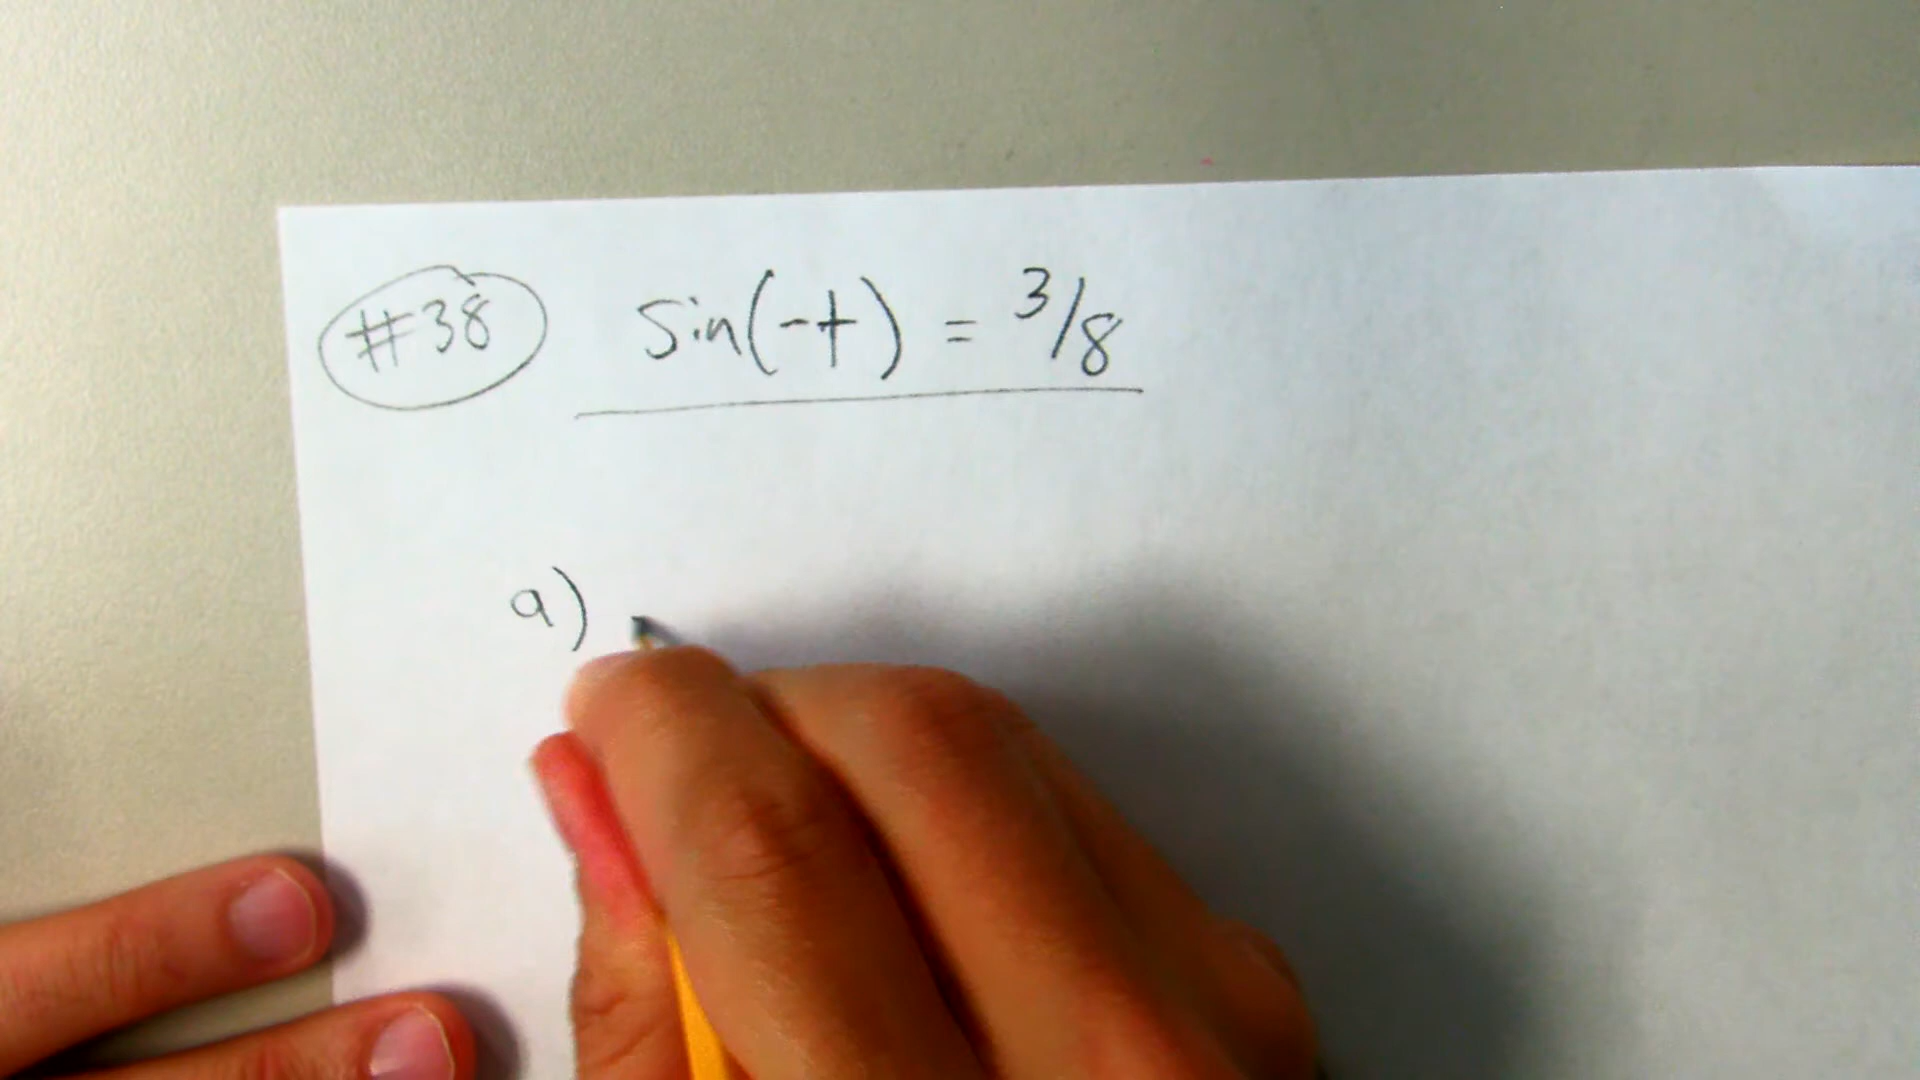 #38 sin(-t) = 3/8
a)